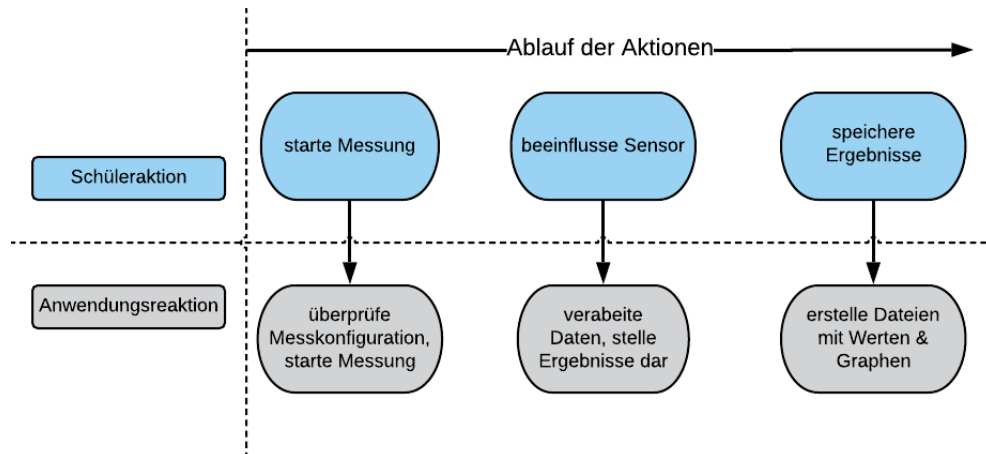 Ablauf der Aktionen
Schüleraktion
starte Messung
beeinflusse Sensor
speichere
Ergebnisse
Anwendungsreaktion
überprüfe
Messkonfiguration,
starte Messung
verabeite
Daten, stelle
Ergebnisse dar
erstelle Dateien
mit Werten &
Graphen